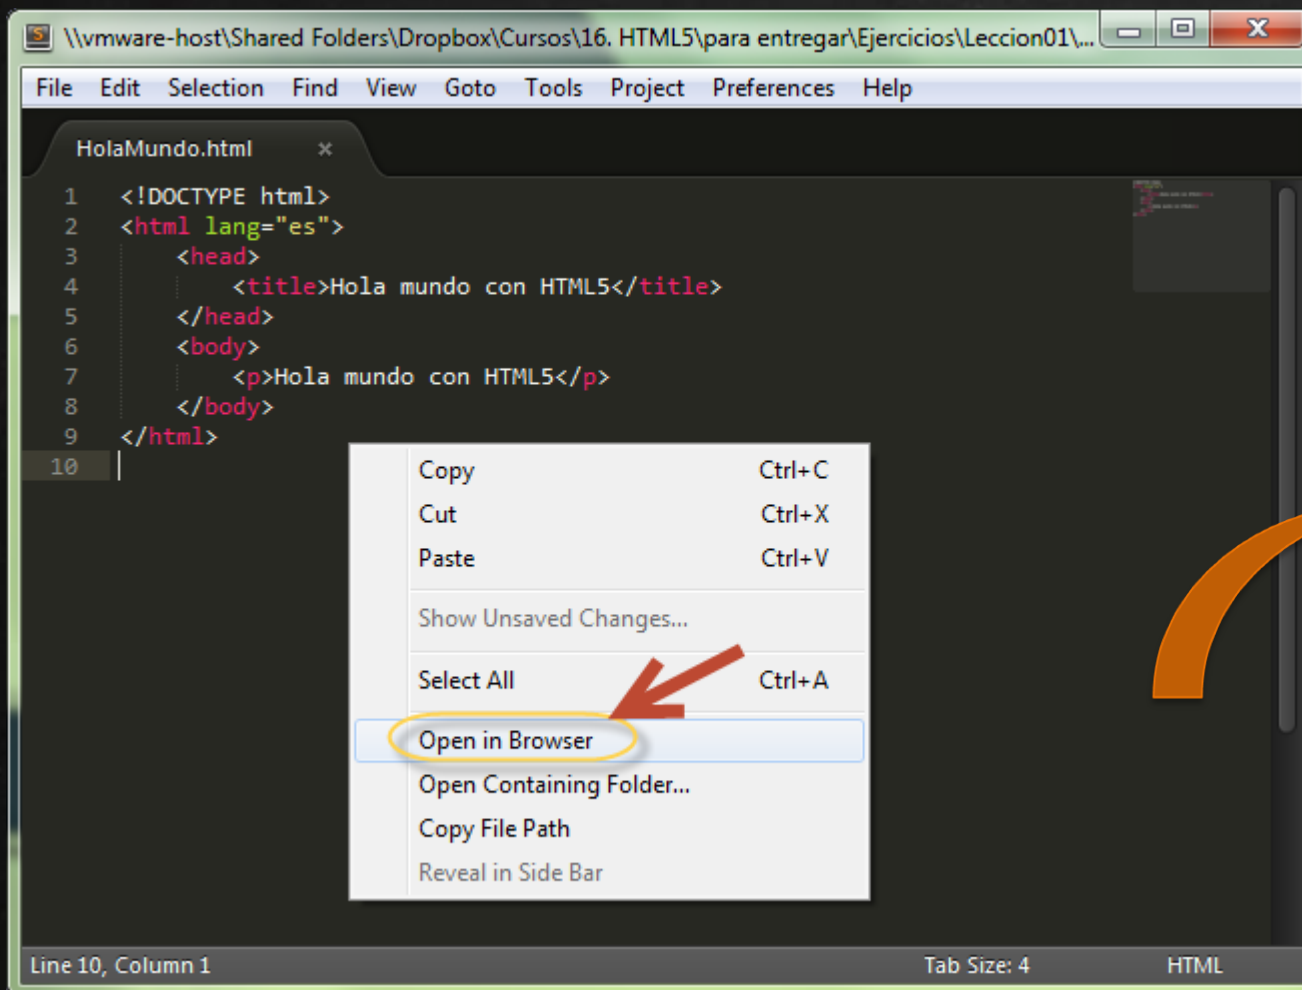 \\vmware-host\Shared Folders\Dropbox\Cursos\16. HTML5\para entregar\Ejercicios\Leccion01\...
File Edit Selection Find View Goto Tools Project Preferences Help
HolaMundo.html
1 <!DOCTYPE html>
2 <html lang="es">
3 <head>
4 <title>Hola mundo con HTML5</title>
5 </head>
6 <body>
7 <p>Hola mundo con HTML5</p>
8 </body>
9 </html>
10
Copy Ctrl+C
Cut Ctrl+X
Paste Ctrl+V
Show Unsaved Changes...
Select All Ctrl+A
Open in Browser
Open Containing Folder...
Copy File Path
Reveal in Side Bar
Line 10, Column 1 Tab Size: 4 HTML